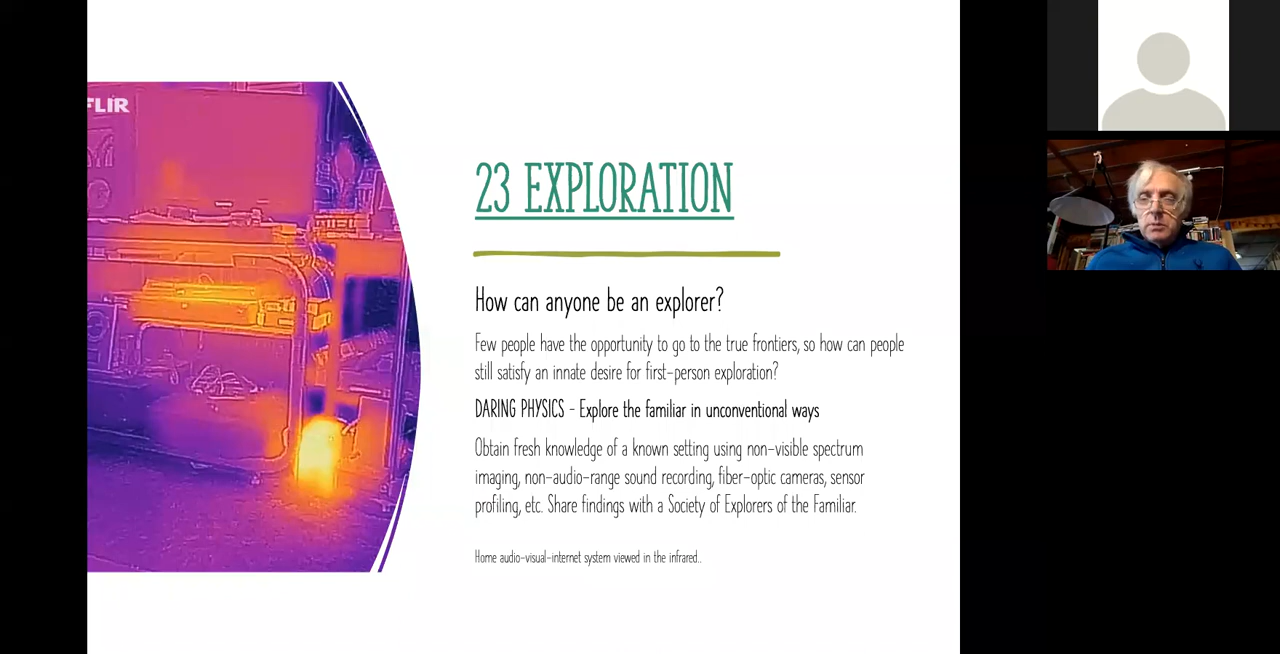 FLIR
23 EXPLORATION
How can anyone be an explorer?
Few people have the opportunity to go to the true frontiers, so how can people
still satisfy an innate desire for first-person exploration?
DARING PHYSICS - Explore the familiar in unconventional ways
Obtain fresh knowledge of a known setting using non-visible spectrum
imaging, non-audio-range sound recording, fiber-optic cameras, sensor
profiling, etc. Share findings with a Society of Explorers of the Familiar.
Home audio-visual-internet system viewed in the infrared..